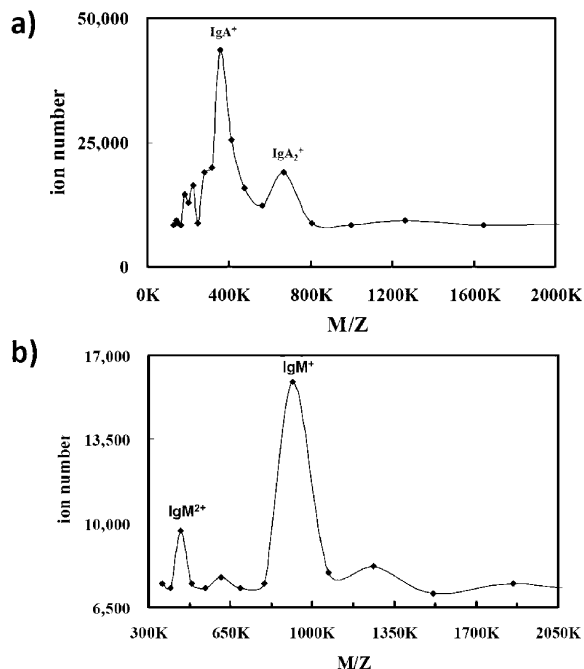 a)
50,000
25,000
0
ion number
IgA⁺
IgA₂⁺
0K 400K 800K 1200K 1600K 2000K
M/Z
b)
17,000
13,500
10,000
6,500
ion number
IgM⁺
IgM²⁺
300K 650K 1000K 1350K 1700K 2050K
M/Z